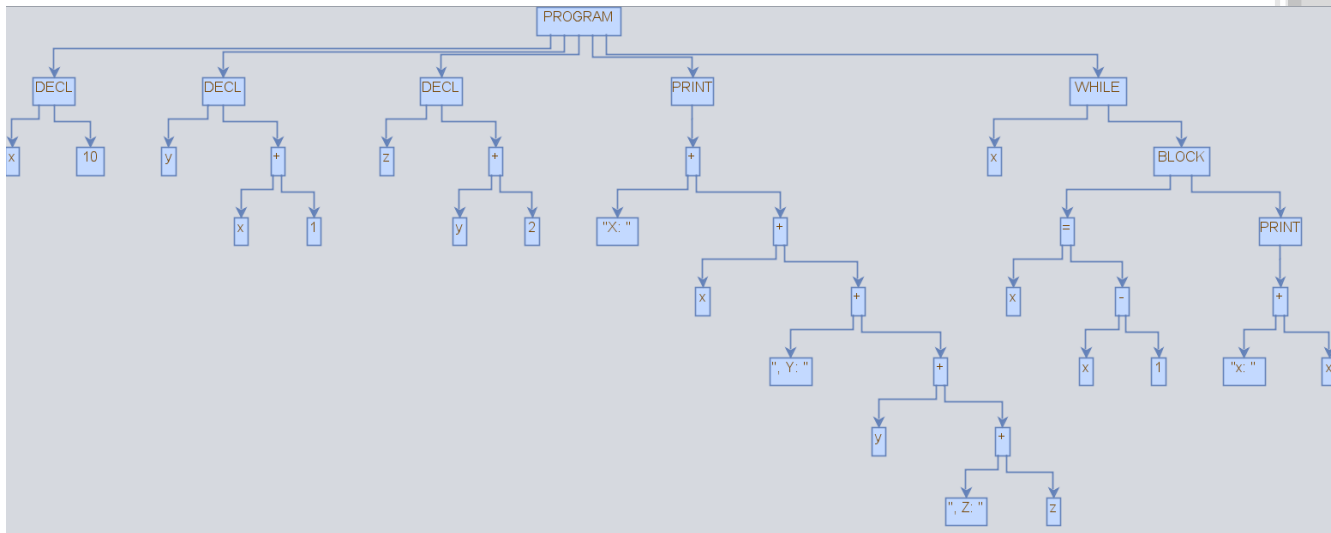 PROGRAM
DECL DECL DECL PRINT WHILE
x 10 y + z + + x BLOCK
x 1 y 2 "X: " + = PRINT
x + x - +
", Y: " + x 1 "x: " x
y +
", Z: " z